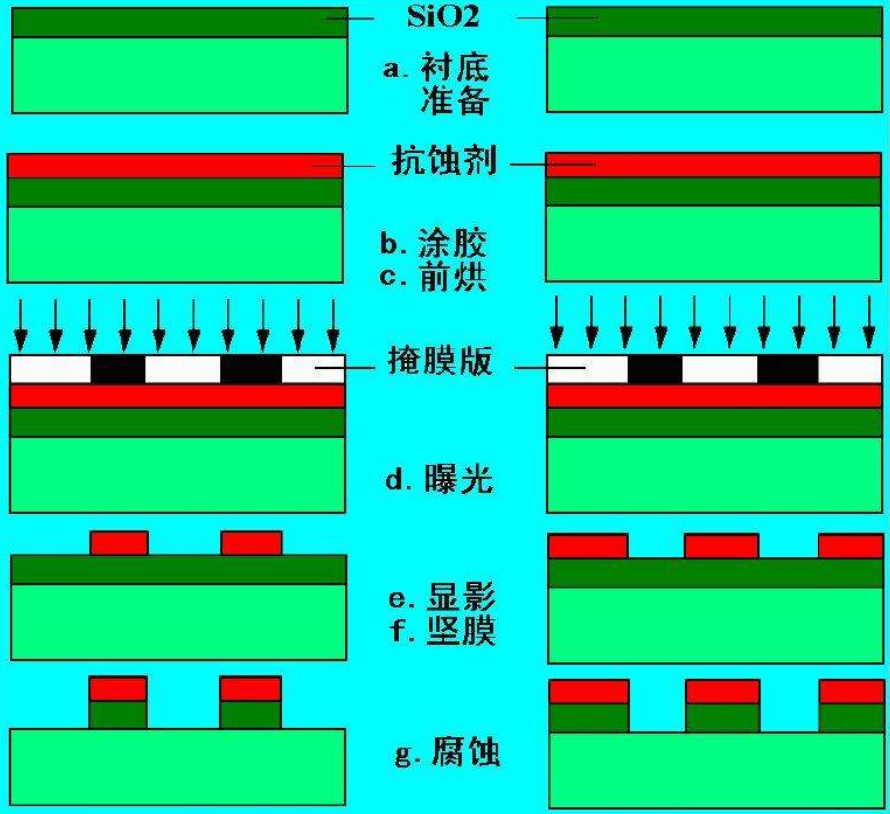 SiO2
a. 衬底
准备
抗蚀剂
b. 涂胶
c. 前烘
掩膜版
d. 曝光
e. 显影
f. 坚膜
g. 腐蚀